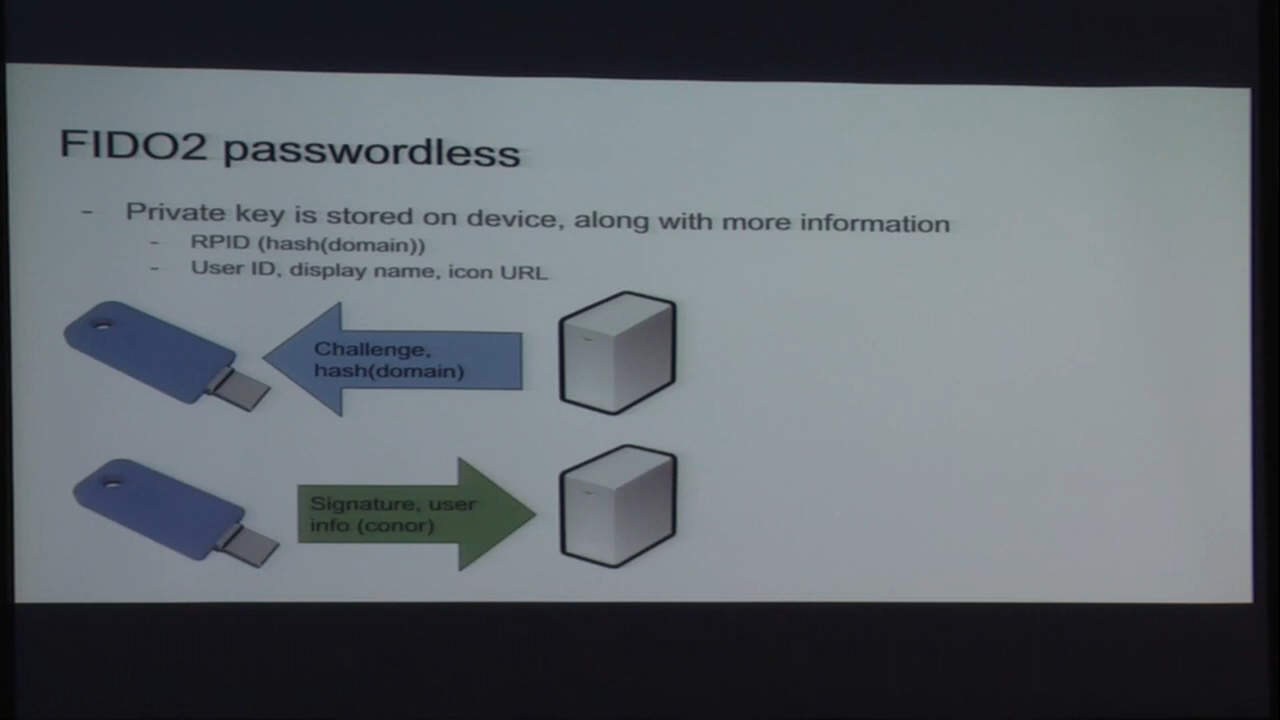 FIDO2 passwordless
- Private key is stored on device, along with more information
- RPID (hash(domain))
- User ID, display name, icon URL
Challenge,
hash(domain)
Signature, user
info (conor)